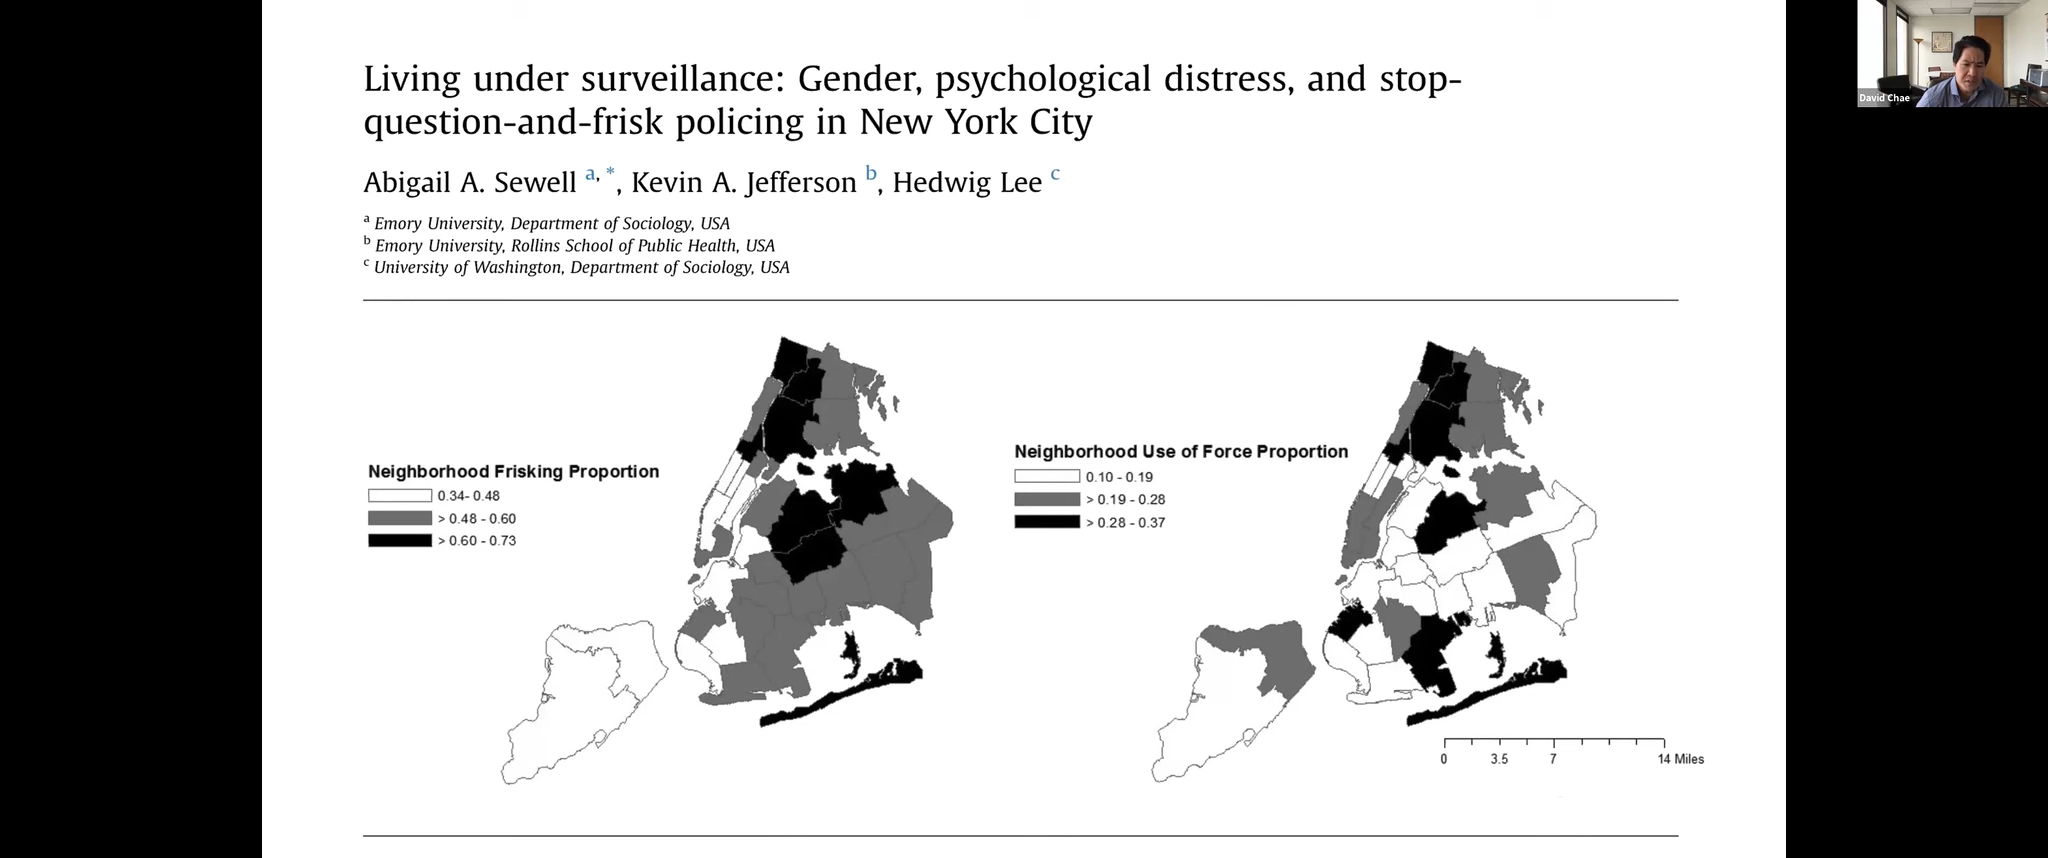 Living under surveillance: Gender, psychological distress, and stop-
question-and-frisk policing in New York City
Abigail A. Sewell a, *, Kevin A. Jefferson b, Hedwig Lee c
a Emory University, Department of Sociology, USA
b Emory University, Rollins School of Public Health, USA
c University of Washington, Department of Sociology, USA
Neighborhood Frisking Proportion
0.34- 0.48
> 0.48 - 0.60
> 0.60 - 0.73
Neighborhood Use of Force Proportion
0.10 - 0.19
> 0.19 - 0.28
> 0.28 - 0.37
0 3.5 7 14 Miles
David Chae